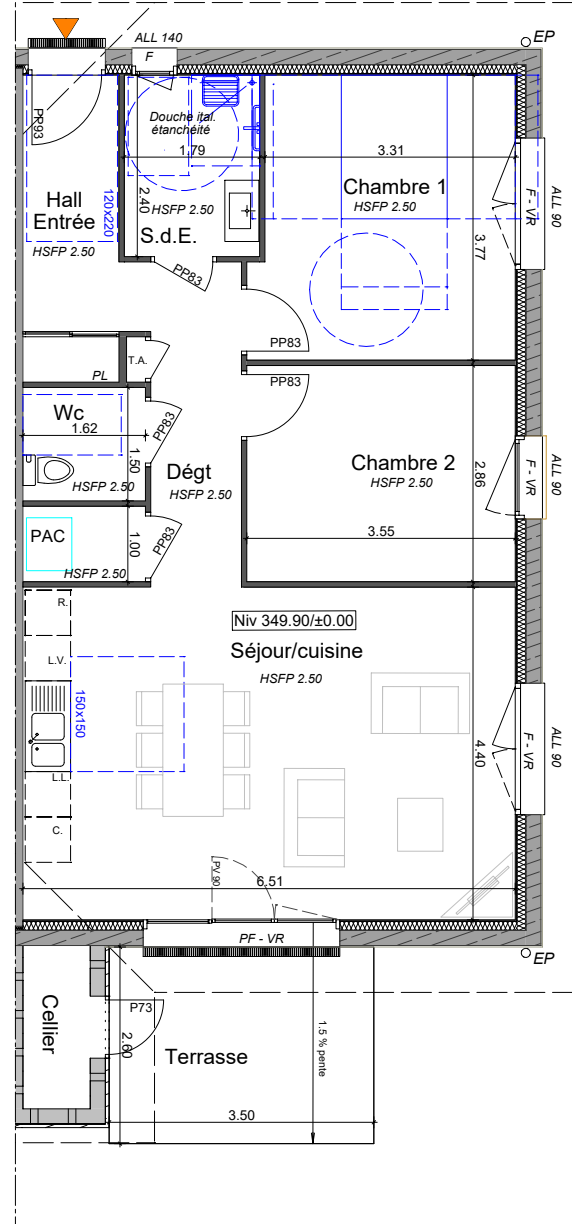 ALL 140
EP
F
PR93
Douche ital.
étanchéité
1.79
3.31
Hall
Entrée
HSFP 2.50
120x220
2.40
HSFP 2.50
S.d.E.
PP83
Chambre 1
HSFP 2.50
3.77
F - VR
ALL 90
PP83
PL
T.A.
PP83
Wc
1.62
1.50
HSFP 2.50
PP83
Dégt
HSFP 2.50
Chambre 2
HSFP 2.50
2.86
3.55
F - VR
ALL 90
PAC
1.00
HSFP 2.50
PP83
R.
L.V.
150x150
L.L.
C.
Niv 349.90/±0.00
Séjour/cuisine
HSFP 2.50
4.40
F - VR
ALL 90
PV 90
6.51
PF - VR
EP
Cellier
P73
2.60
Terrasse
1.5 % pente
3.50